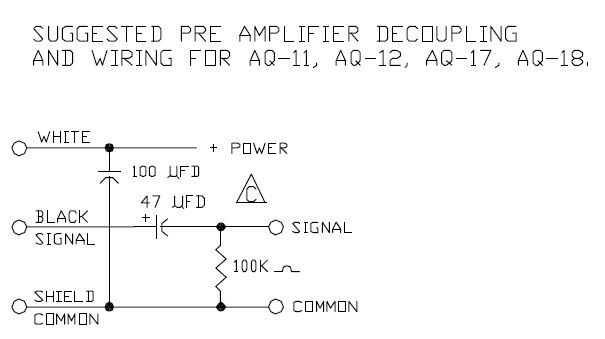 SUGGESTED PRE AMPLIFIER DECOUPLING
AND WIRING FOR AQ-11, AQ-12, AQ-17, AQ-18.
WHITE
+ POWER
100 µFD
47 µFD
C
+
BLACK
SIGNAL
SIGNAL
100K
SHIELD
COMMON
COMMON